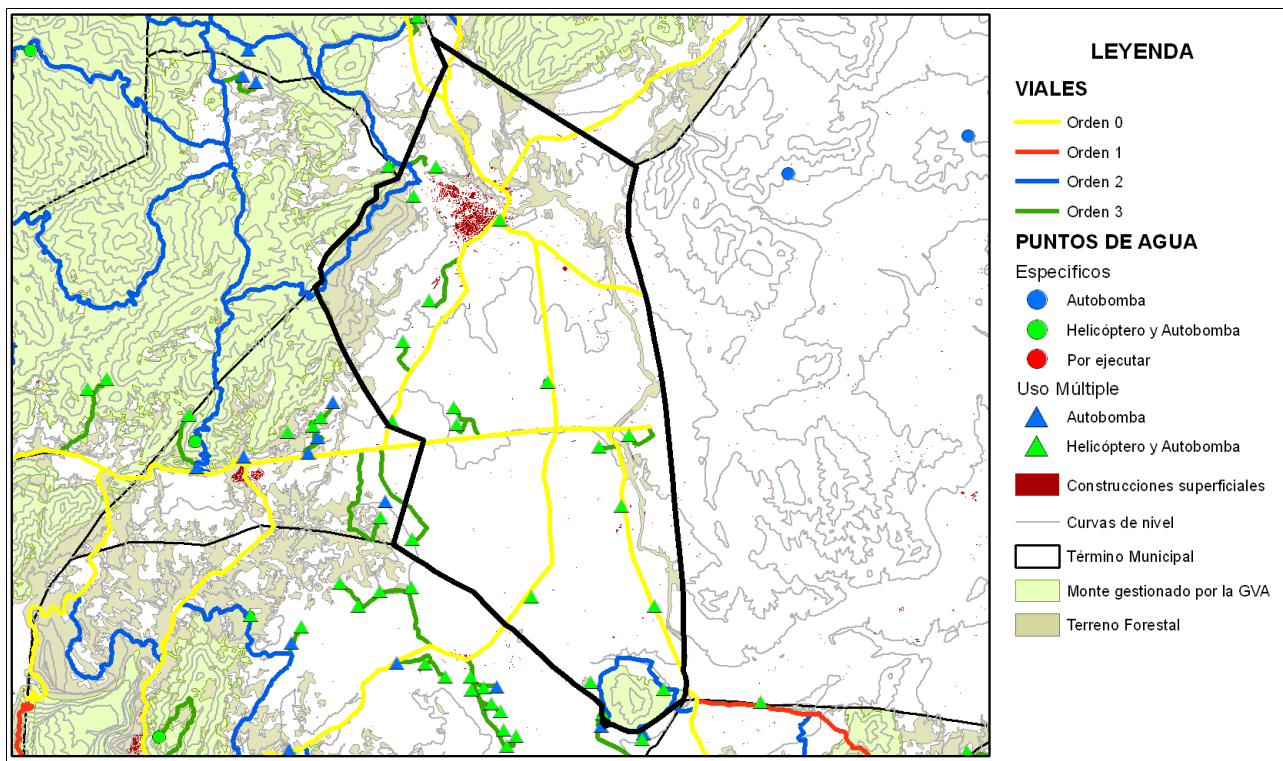 LEYENDA
VIALES
Orden 0
Orden 1
Orden 2
Orden 3
PUNTOS DE AGUA
Específicos
Autobomba
Helicóptero y Autobomba
Por ejecutar
Uso Múltiple
Autobomba
Helicóptero y Autobomba
Construcciones superficiales
Curvas de nivel
Término Municipal
Monte gestionado por la GVA
Terreno Forestal